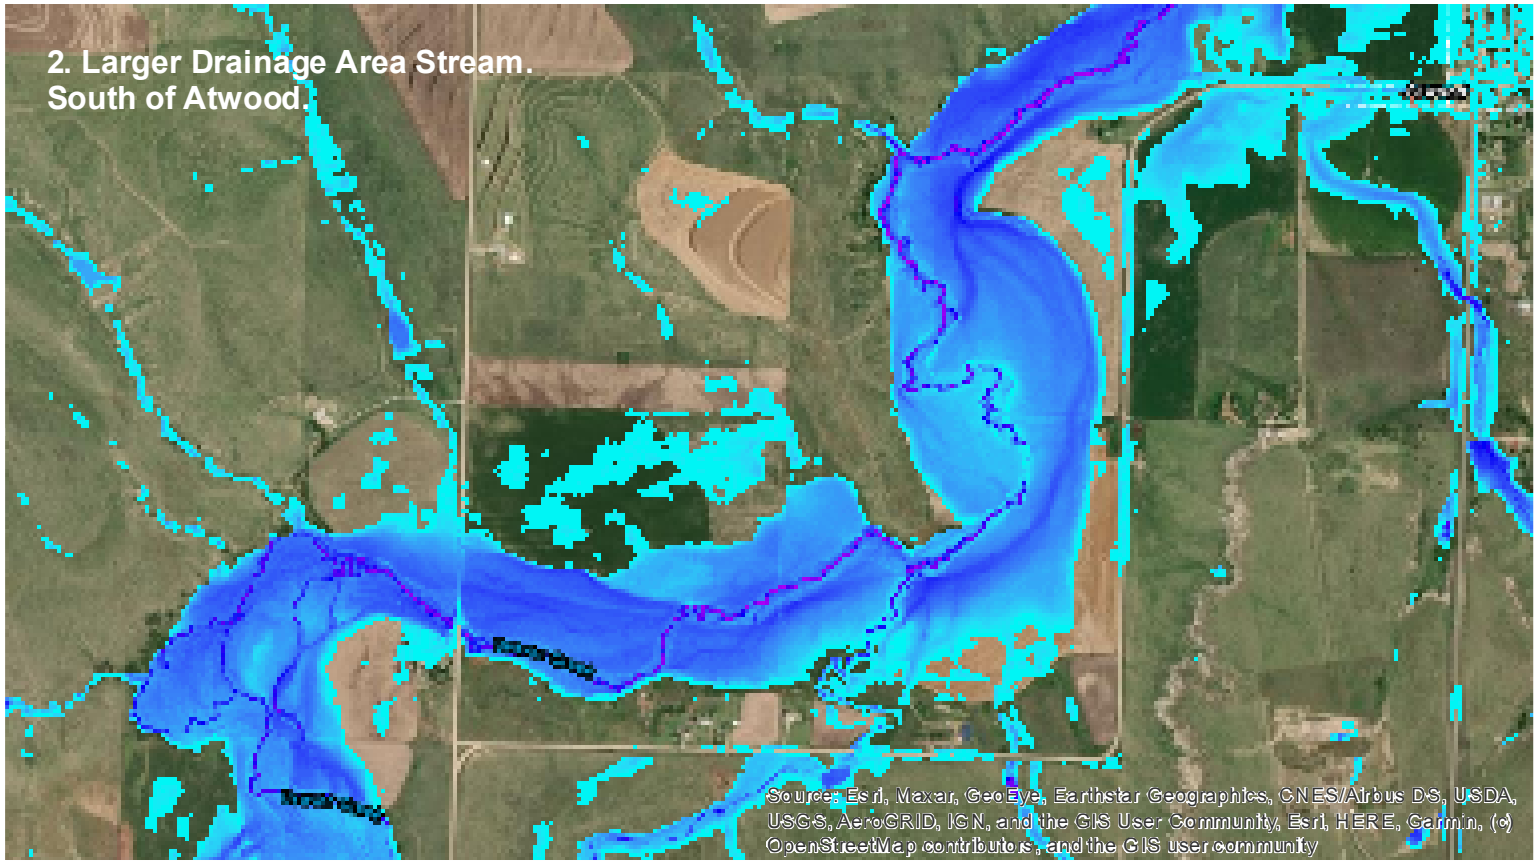 2. Larger Drainage Area Stream.
South of Atwood.
Source: Esri, Maxar, GeoEye, Earthstar Geographics, CNES/Airbus DS, USDA,
USGS, AeroGRID, IGN, and the GIS User Community, Esri, HERE, Garmin, (c)
OpenStreetMap contributors, and the GIS user community